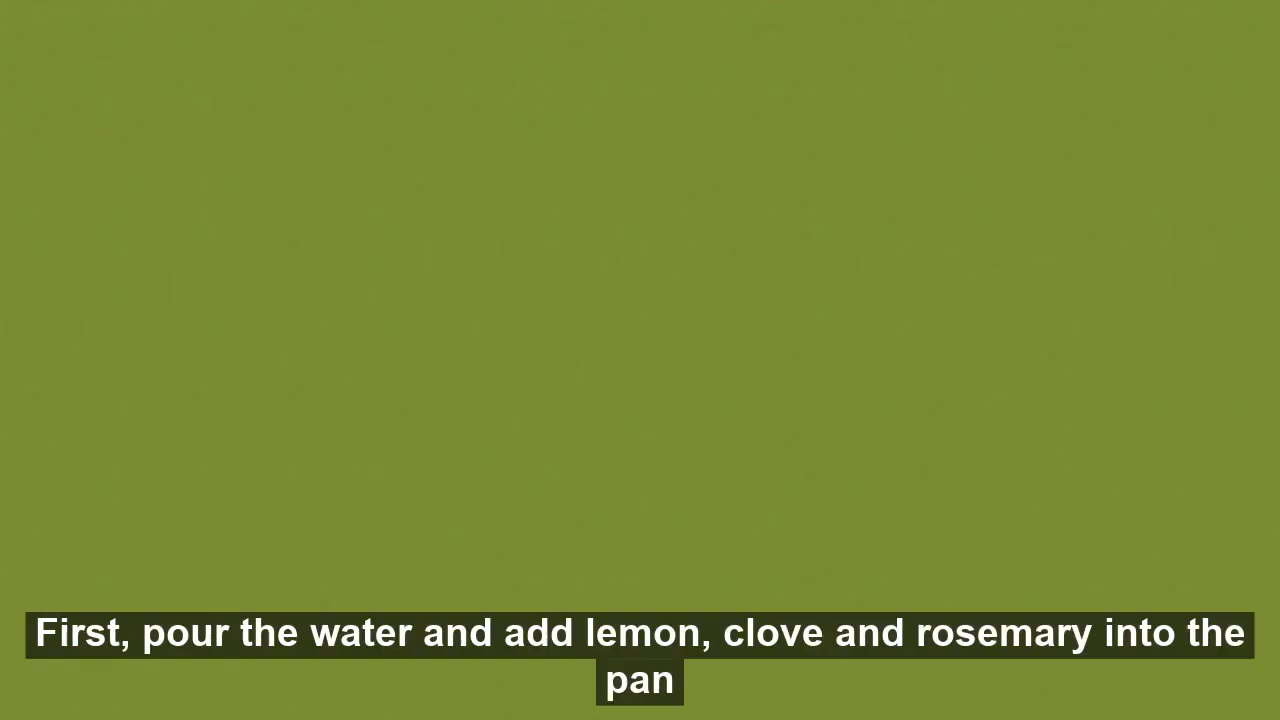 First, pour the water and add lemon, clove and rosemary into the
pan